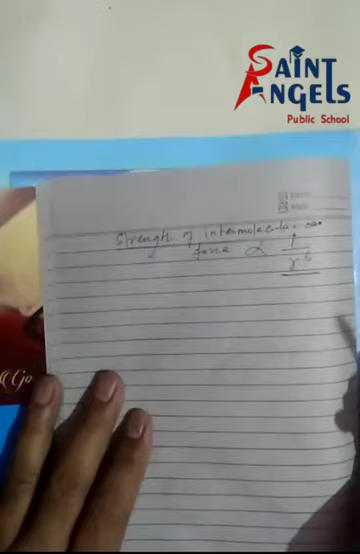 SAINT
ANGELS
Public School
Strength of intermolecular
force ∝ 1/r⁶